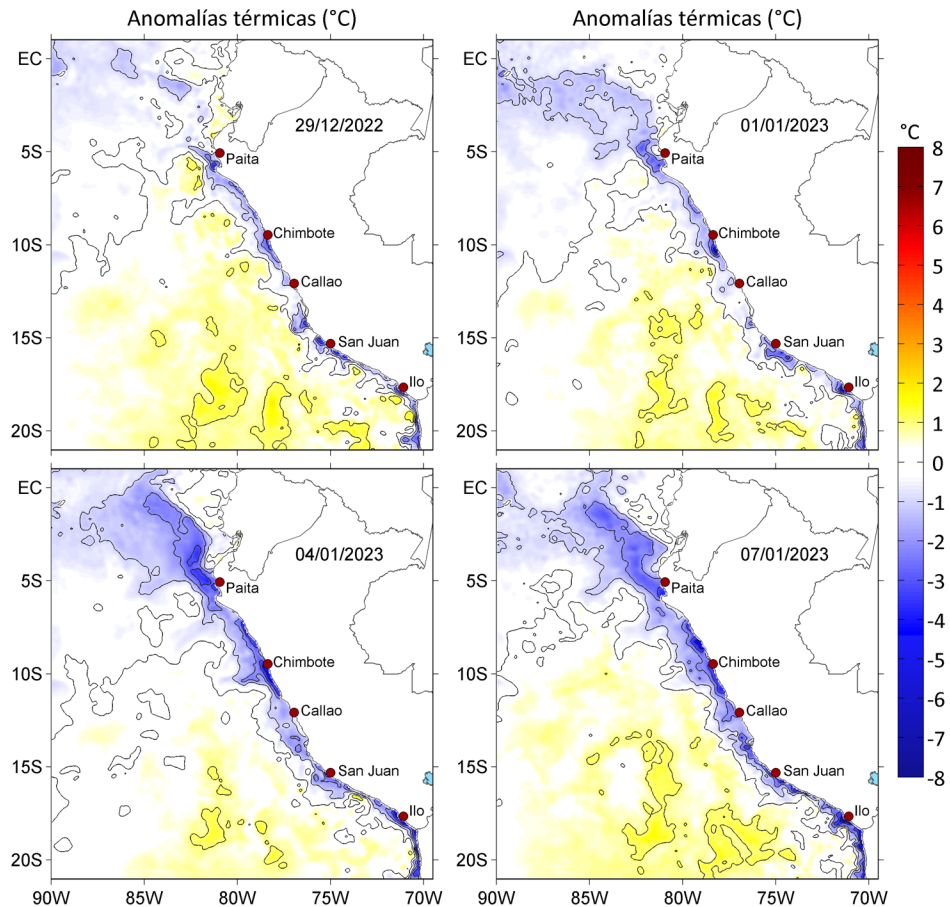 Anomalías térmicas (°C)
Anomalías térmicas (°C)
EC
5S
10S
15S
20S
29/12/2022
Paita
Chimbote
Callao
San Juan
Ilo
EC
5S
10S
15S
20S
01/01/2023
Paita
Chimbote
Callao
San Juan
Ilo
EC
5S
10S
15S
20S
04/01/2023
Paita
Chimbote
Callao
San Juan
Ilo
90W 85W 80W 75W 70W
EC
5S
10S
15S
20S
07/01/2023
Paita
Chimbote
Callao
San Juan
Ilo
90W 85W 80W 75W 70W
°C
8
7
6
5
4
3
2
1
0
-1
-2
-3
-4
-5
-6
-7
-8